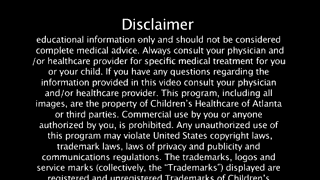 Disclaimer
educational information only and should not be considered
complete medical advice. Always consult your physician and
/or healthcare provider for specific medical treatment for you
or your child. If you have any questions regarding the
information provided in this video consult your physician
and/or healthcare provider. This program, including all
images, are the property of Children's Healthcare of Atlanta
or third parties. Commercial use by you or anyone
authorized by you, is prohibited. Any unauthorized use of
this program may violate United States copyright laws,
trademark laws, laws of privacy and publicity and
communications regulations. The trademarks, logos and
service marks (collectively, the "Trademarks") displayed are
registered and unregistered Trademarks of Children's